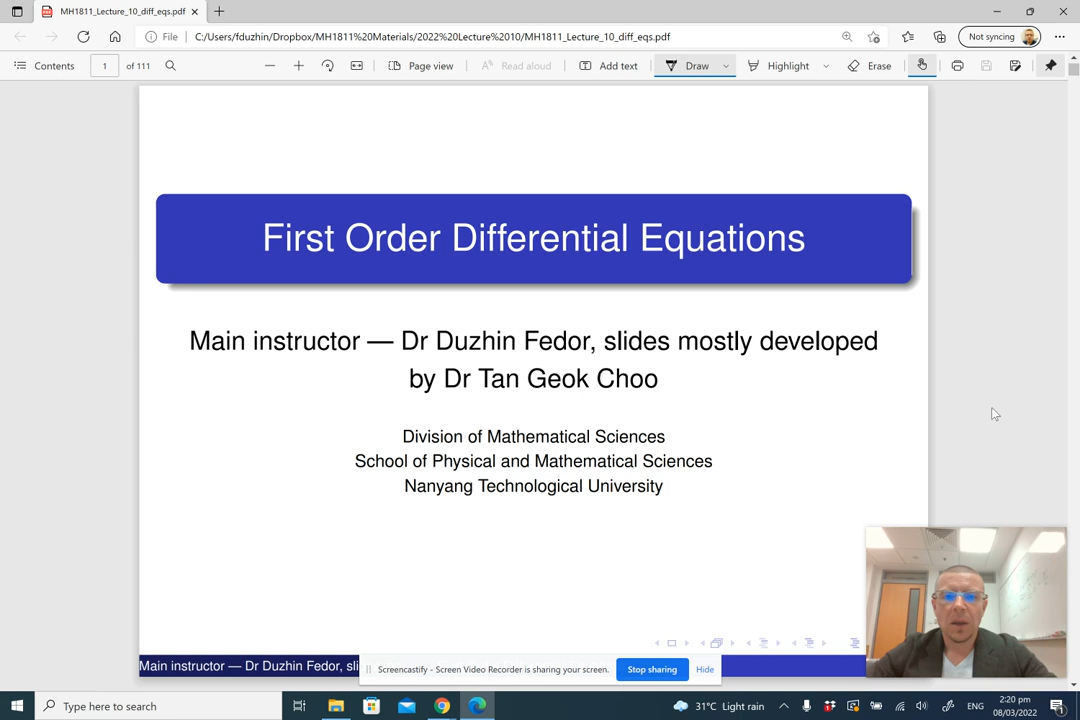 MH1811_Lecture_10_diff_eqs.pdf
File
C:/Users/fduzhin/Dropbox/MH1811%20Materials/2022%20Lecture%2010/MH1811_Lecture_10_diff_eqs.pdf
Not syncing
Contents 1 of 111 Page view Read aloud Add text Draw Highlight Erase
First Order Differential Equations
Main instructor — Dr Duzhin Fedor, slides mostly developed
by Dr Tan Geok Choo
Division of Mathematical Sciences
School of Physical and Mathematical Sciences
Nanyang Technological University
Main instructor — Dr Duzhin Fedor, sli
Screencastify - Screen Video Recorder is sharing your screen. Stop sharing Hide
Type here to search
31°C Light rain
ENG
2:20 pm
08/03/2022
1